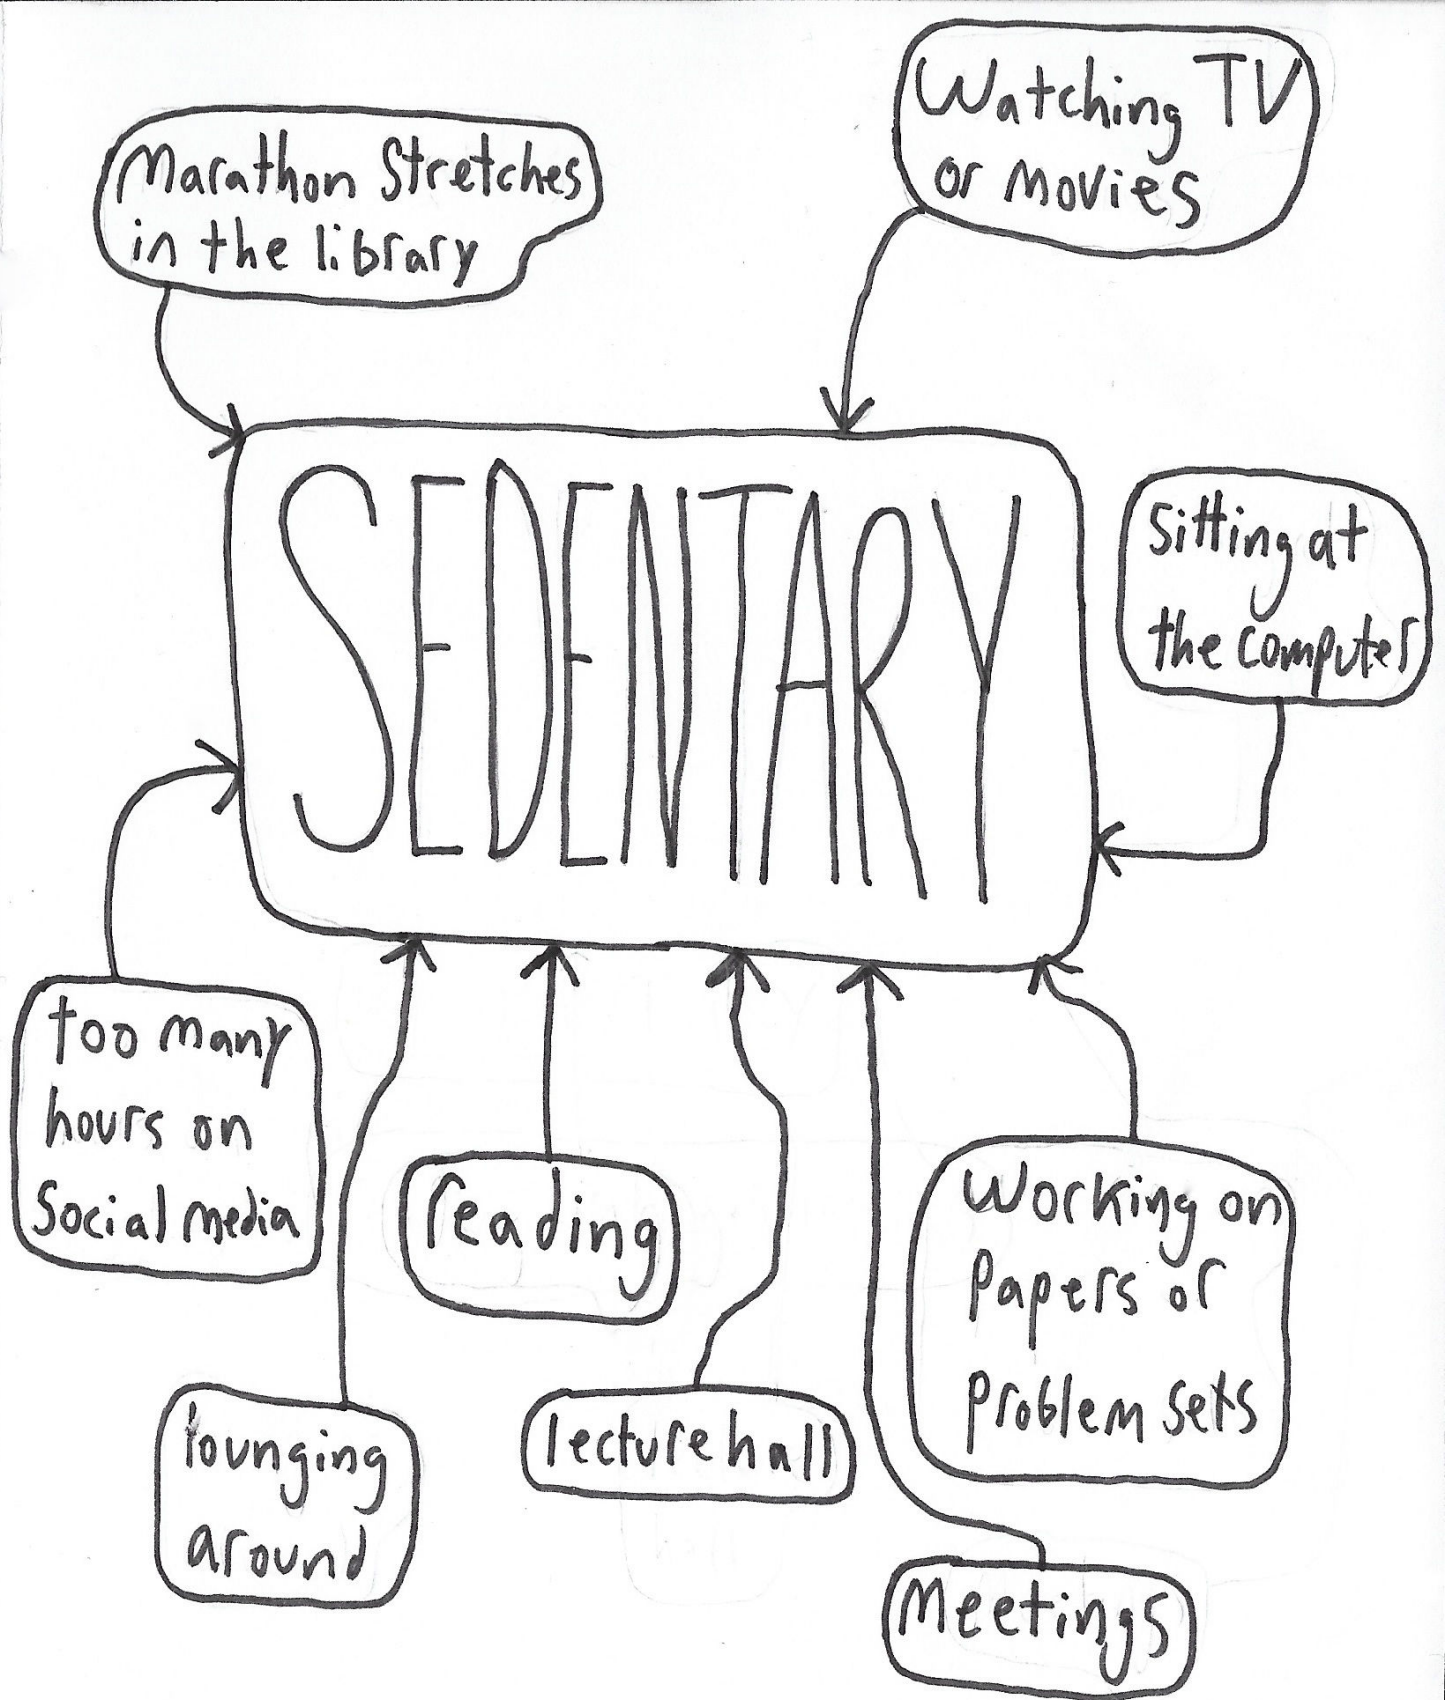 Watching TV
or movies
Marathon Stretches
in the library
SEDENTARY
Sitting at
the computer
too many
hours on
Social media
reading
Working on
Papers or
problem sets
lounging
around
lecture hall
Meetings